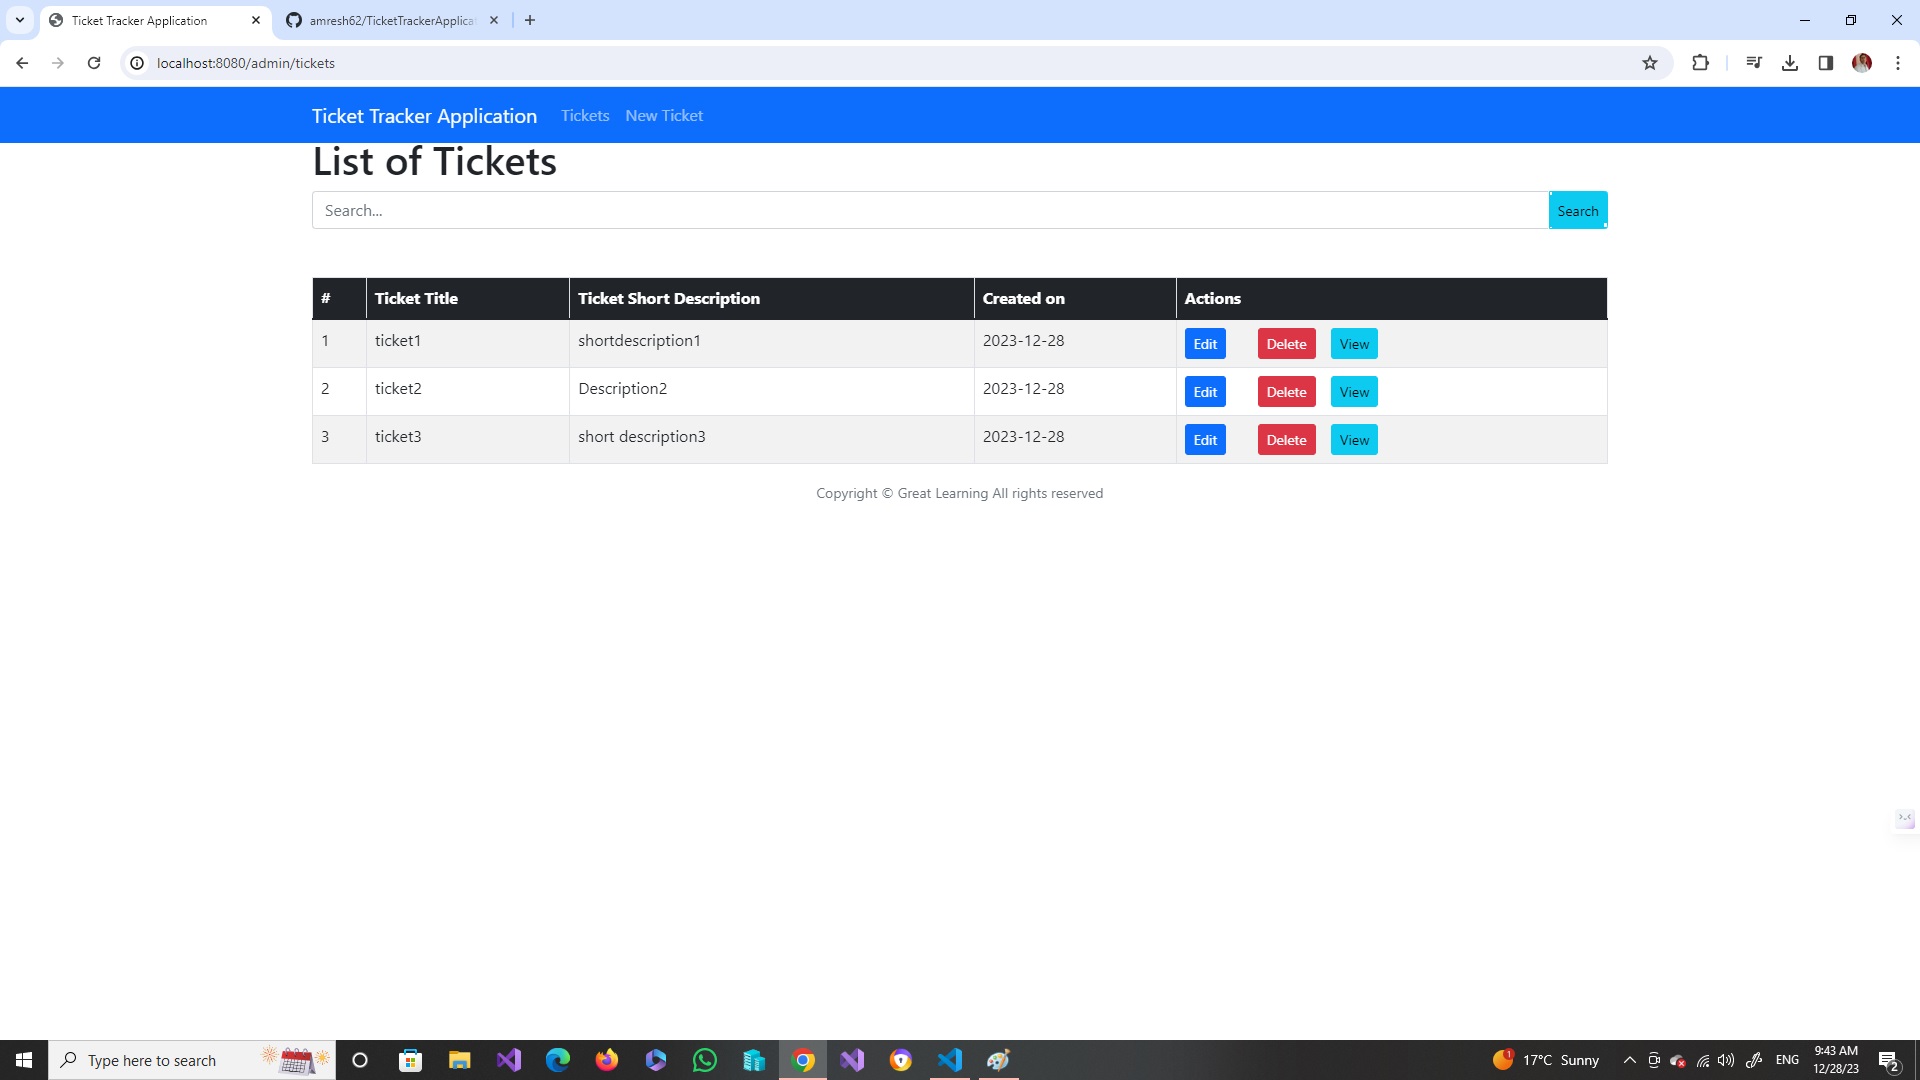 Ticket Tracker Application
amresh62/TicketTrackerApplica
localhost:8080/admin/tickets
Ticket Tracker Application Tickets New Ticket
List of Tickets
Search... Search
# Ticket Title Ticket Short Description Created on Actions
1 ticket1 shortdescription1 2023-12-28 Edit Delete View
2 ticket2 Description2 2023-12-28 Edit Delete View
3 ticket3 short description3 2023-12-28 Edit Delete View
Copyright © Great Learning All rights reserved
Type here to search
1 17°C Sunny ENG 9:43 AM
12/28/23 2